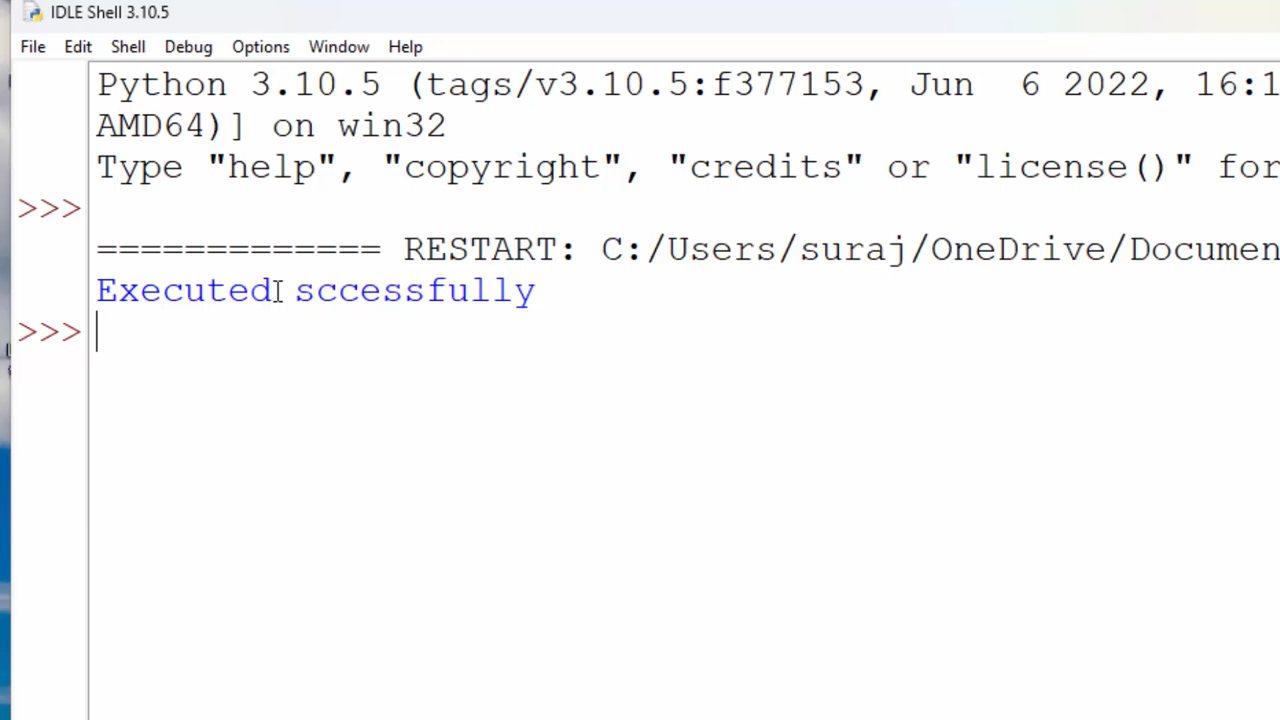 IDLE Shell 3.10.5
File Edit Shell Debug Options Window Help
Python 3.10.5 (tags/v3.10.5:f377153, Jun  6 2022, 16:1
AMD64)] on win32
Type "help", "copyright", "credits" or "license()" for
>>>
============= RESTART: C:/Users/suraj/OneDrive/Documen
Executed sccessfully
>>>